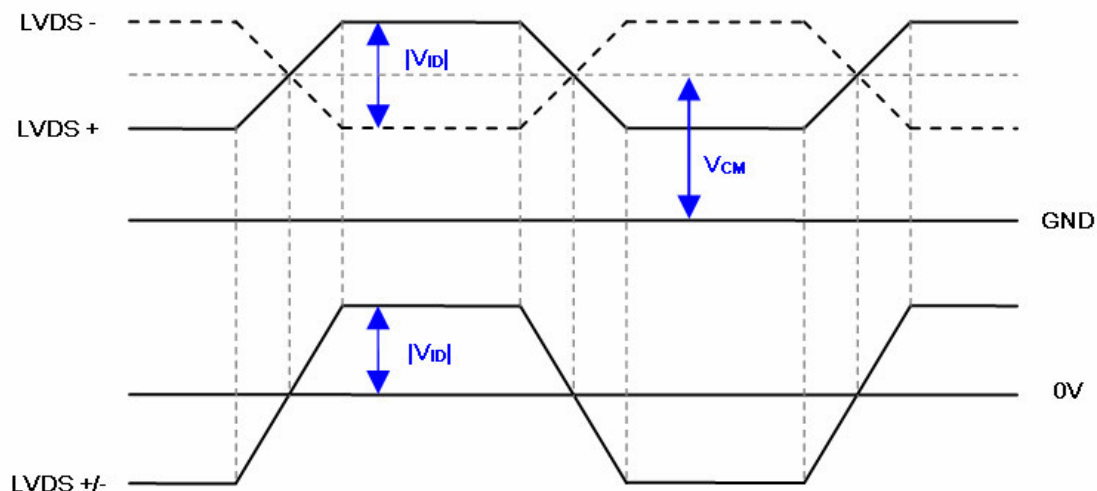 LVDS -
|VID|
LVDS +
VCM
GND
|VID|
0V
LVDS +/-